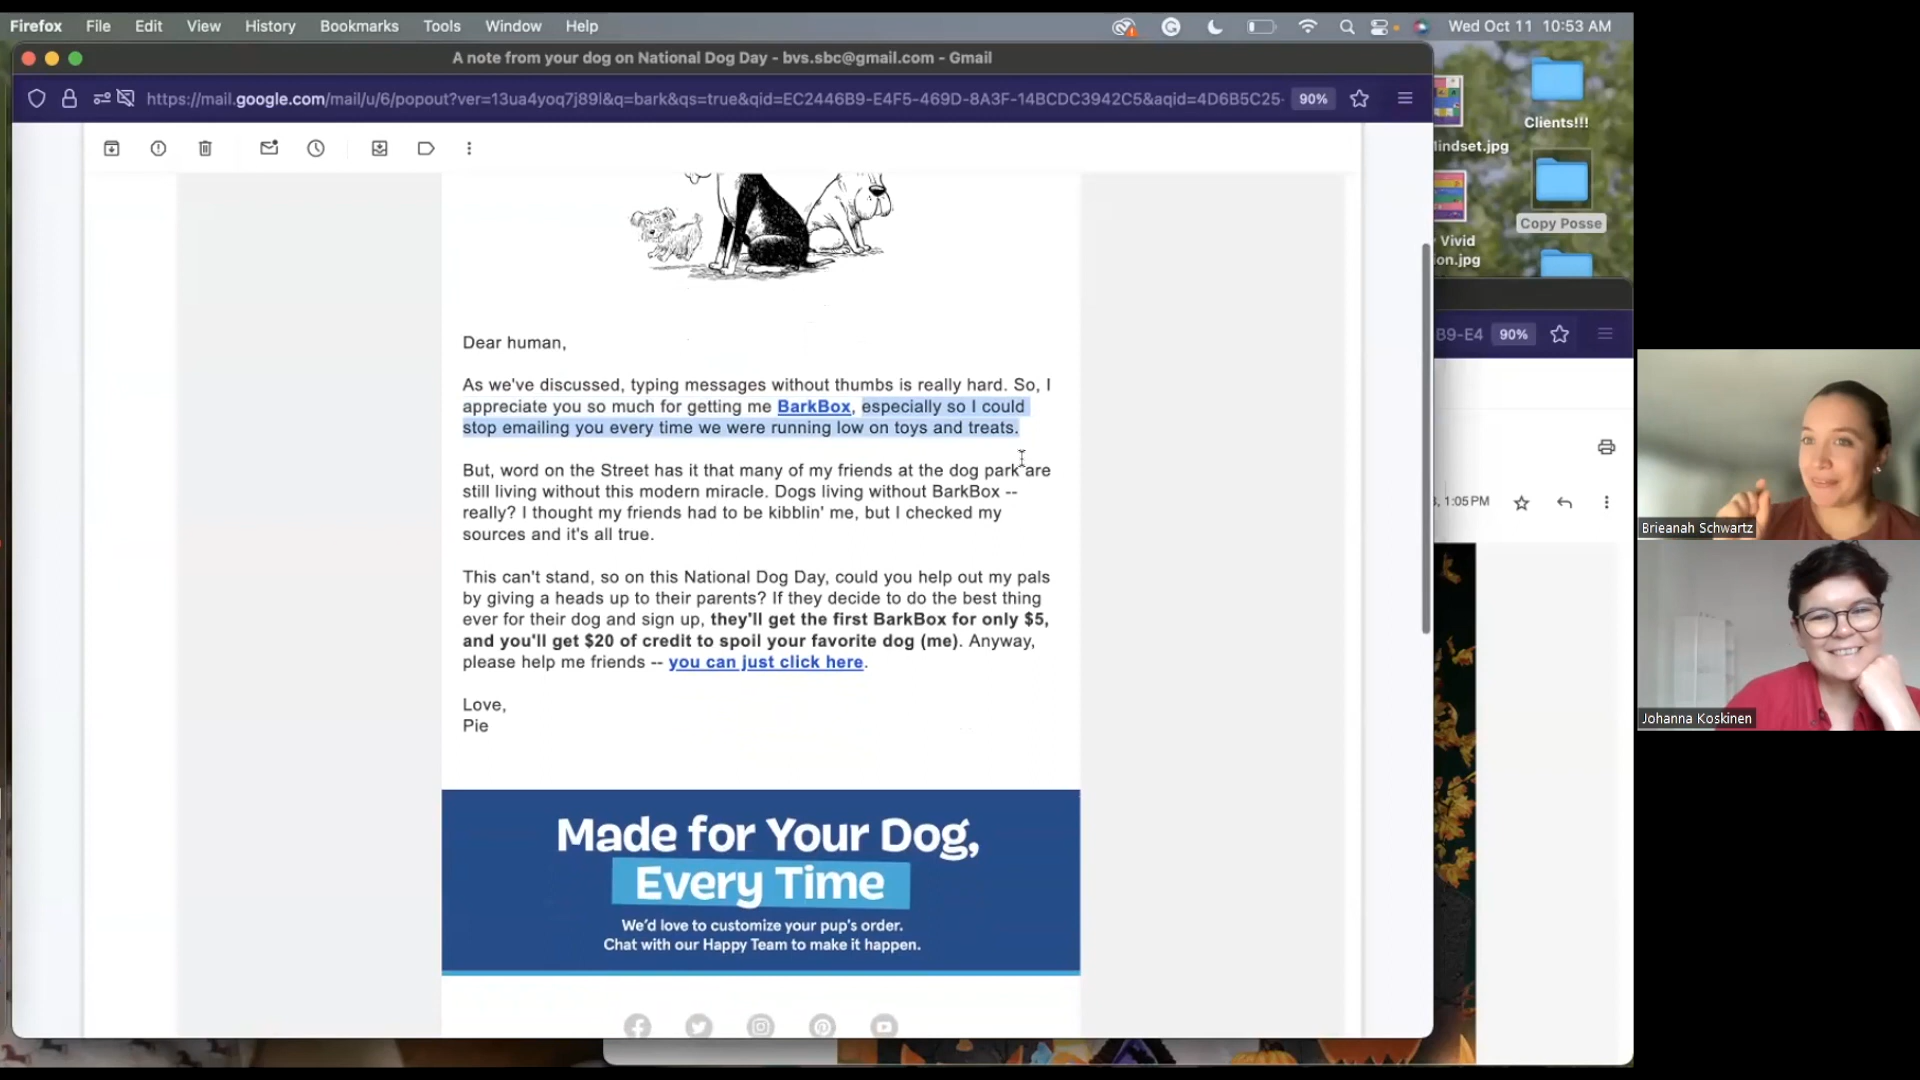 Firefox File Edit View History Bookmarks Tools Window Help Wed Oct 11 10:53 AM
A note from your dog on National Dog Day - bvs.sbc@gmail.com - Gmail
https://mail.google.com/mail/u/6/popout?ver=13ua4yoq7j89l&q=bark&qs=true&qid=EC2446B9-E4F5-469D-8A3F-14BCDC3942C5&aqid=4D6B5C25- 90%
Clients!!!
Mindset.jpg
Copy Posse
Vivid
ion.jpg
B9-E4 90%
Dear human,
As we've discussed, typing messages without thumbs is really hard. So, I
appreciate you so much for getting me BarkBox, especially so I could
stop emailing you every time we were running low on toys and treats.
But, word on the Street has it that many of my friends at the dog park are
still living without this modern miracle. Dogs living without BarkBox --
really? I thought my friends had to be kibblin' me, but I checked my
sources and it's all true.
This can't stand, so on this National Dog Day, could you help out my pals
by giving a heads up to their parents? If they decide to do the best thing
ever for their dog and sign up, they'll get the first BarkBox for only $5,
and you'll get $20 of credit to spoil your favorite dog (me). Anyway,
please help me friends -- you can just click here.
Love,
Pie
Made for Your Dog,
Every Time
We'd love to customize your pup's order.
Chat with our Happy Team to make it happen.
1:05 PM
Brieanah Schwartz
Johanna Koskinen